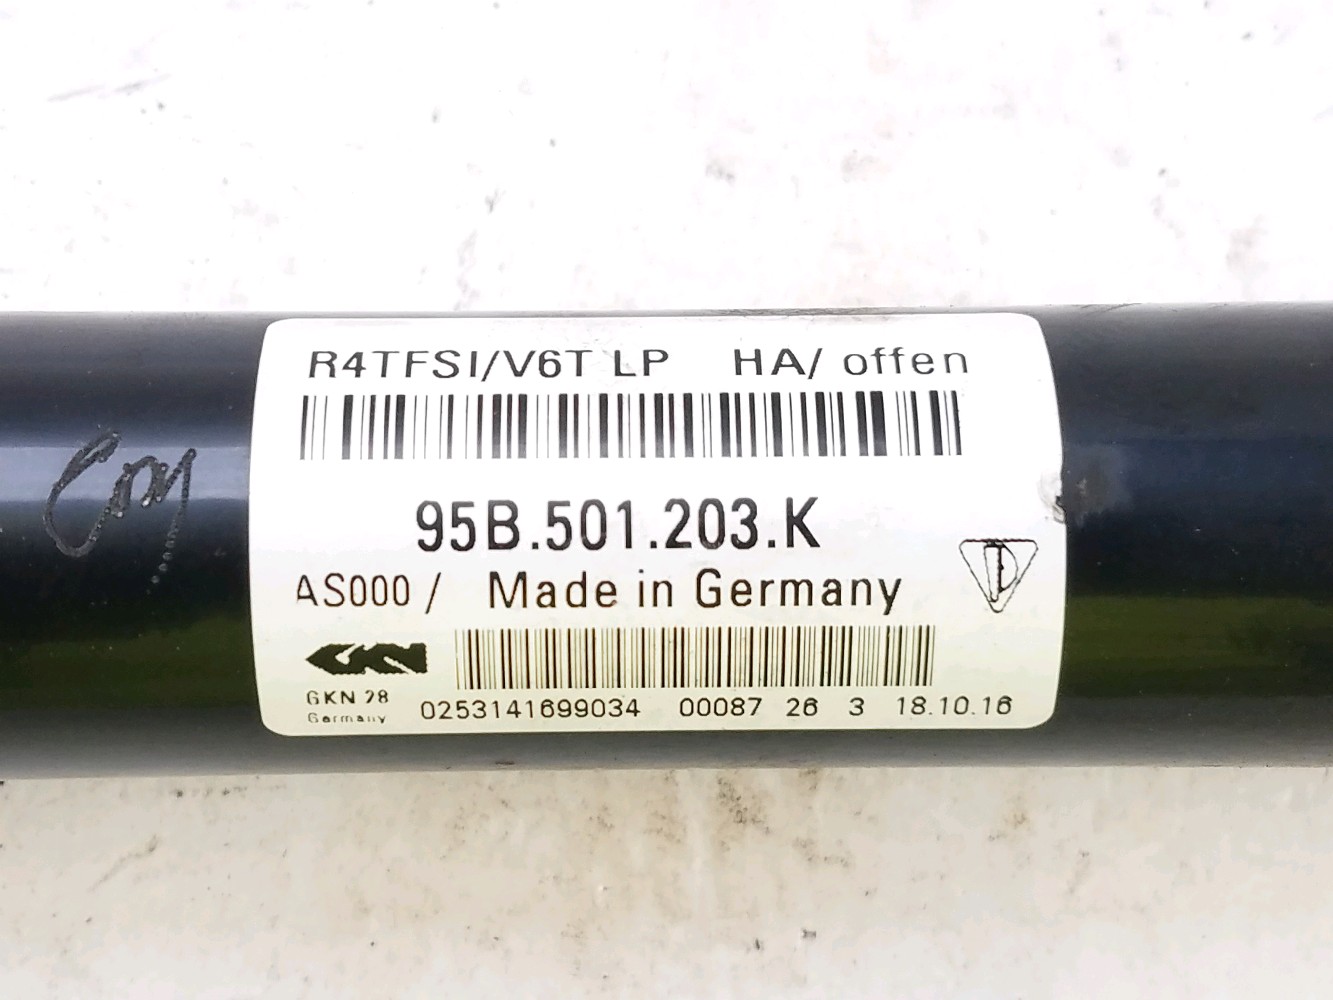 R4TFSI/V6T LP HA/ offen
95B.501.203.K
AS000 / Made in Germany
GKN
GKN 28
Germany
0253141699034 00087 26 3 18.10.16